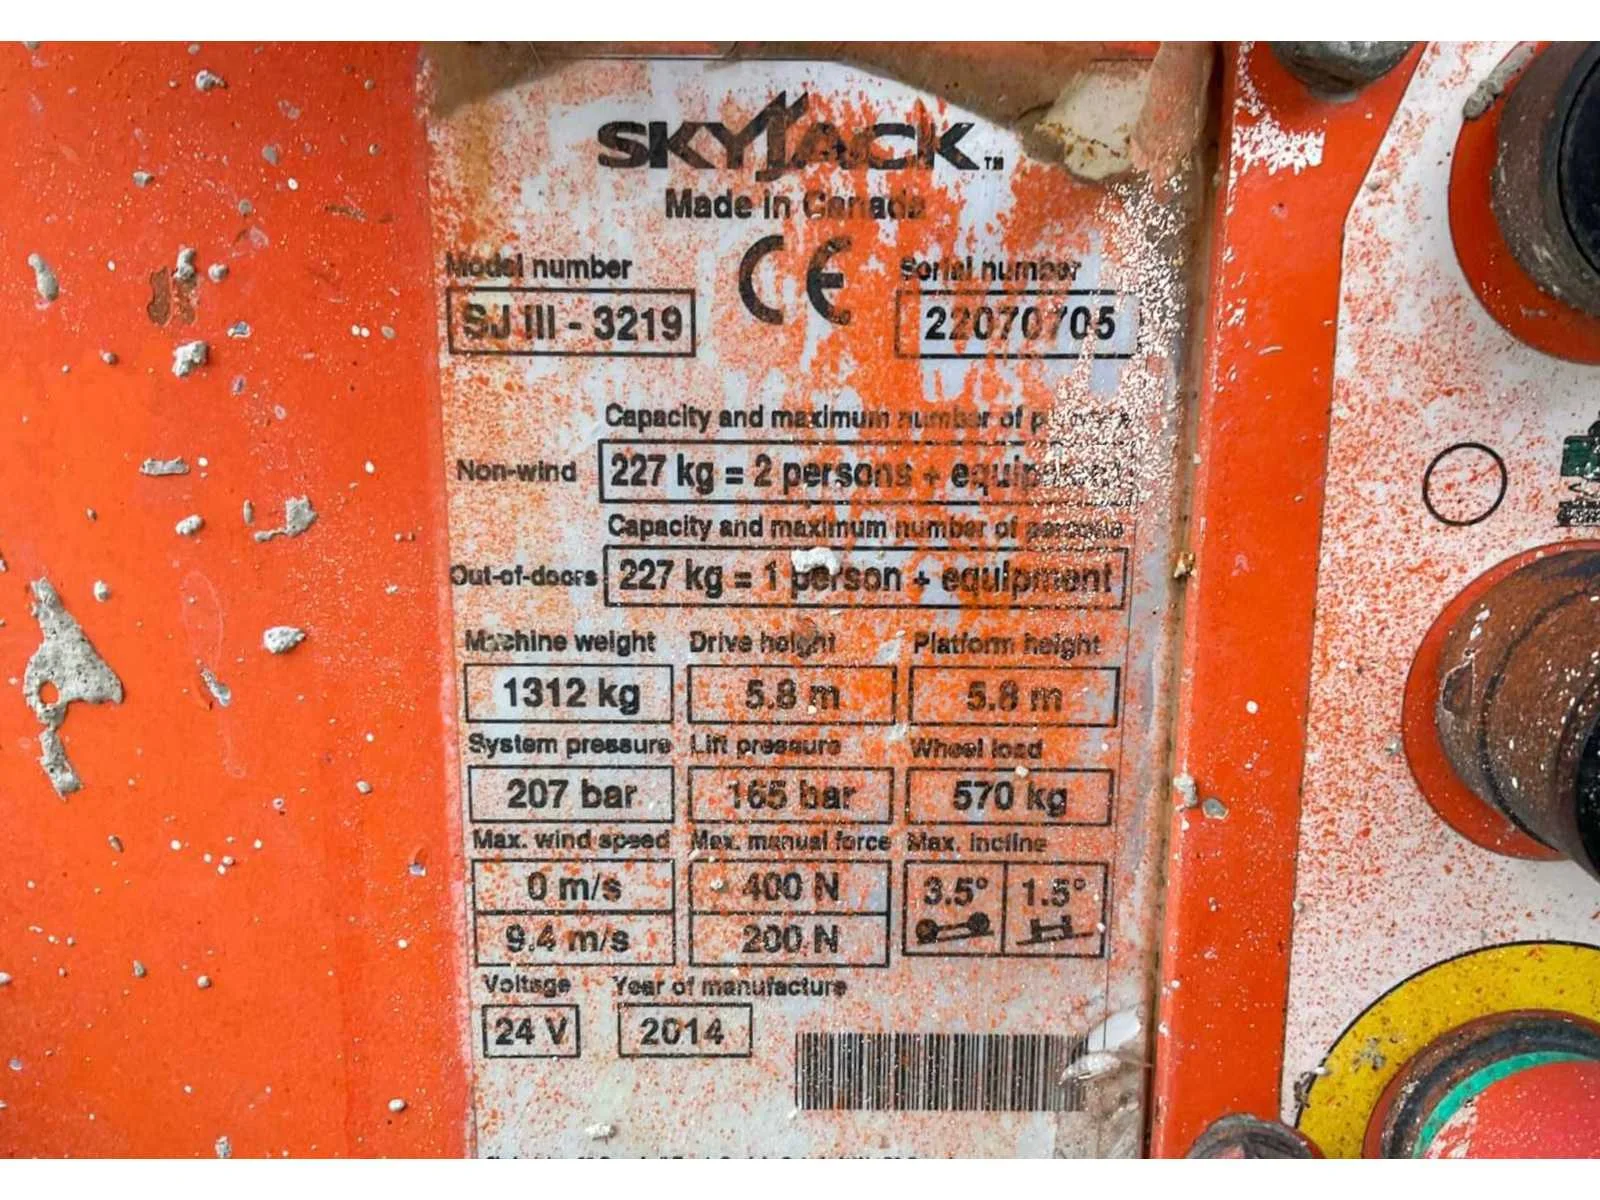 SKYJACK™
Made in Canada
CE
Model number Serial number
SJ III - 3219 22070705
Capacity and maximum number of persons
Non-wind 227 kg = 2 persons + equipment
Capacity and maximum number of persons
Out-of-doors 227 kg = 1 person + equipment
Machine weight Drive height Platform height
1312 kg 5.8 m 5.8 m
System pressure Lift pressure Wheel load
207 bar 165 bar 570 kg
Max. wind speed Max. manual force Max. incline
0 m/s 400 N 3.5° 1.5°
9.4 m/s 200 N
Voltage Year of manufacture
24 V 2014